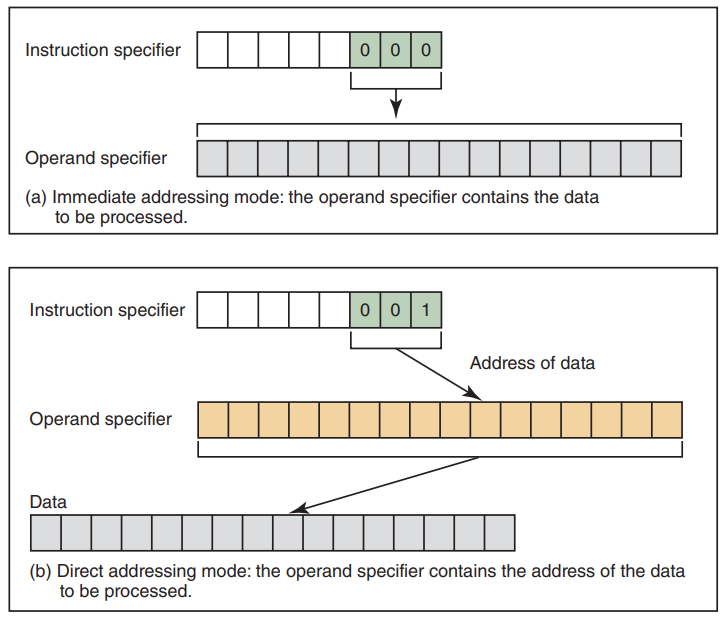 Instruction specifier 0 0 0
Operand specifier
(a) Immediate addressing mode: the operand specifier contains the data
to be processed.
Instruction specifier 0 0 1
Address of data
Operand specifier
Data
(b) Direct addressing mode: the operand specifier contains the address of the data
to be processed.